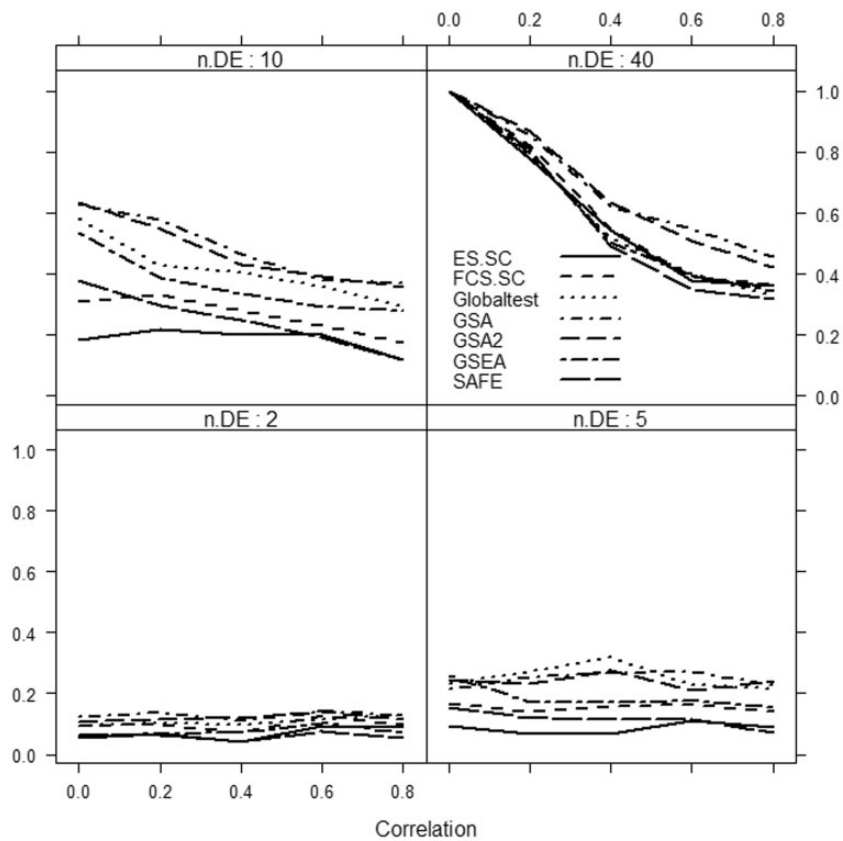 0.0 0.2 0.4 0.6 0.8
n.DE : 10
n.DE : 40
1.0
0.8
0.6
0.4
0.2
0.0
ES.SC
FCS.SC
Globaltest
GSA
GSA2
GSEA
SAFE
n.DE : 2
n.DE : 5
1.0
0.8
0.6
0.4
0.2
0.0
0.0 0.2 0.4 0.6 0.8
Correlation